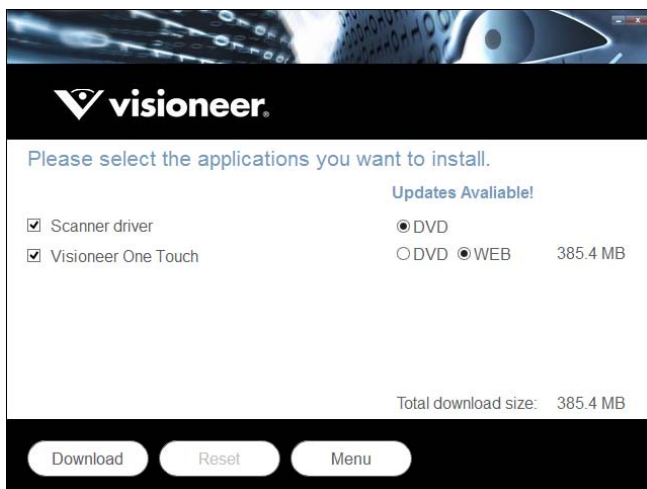 visioneer®
Please select the applications you want to install.
Updates Avaliable!
Scanner driver DVD
Visioneer One Touch DVD WEB 385.4 MB
Total download size: 385.4 MB
Download Reset Menu